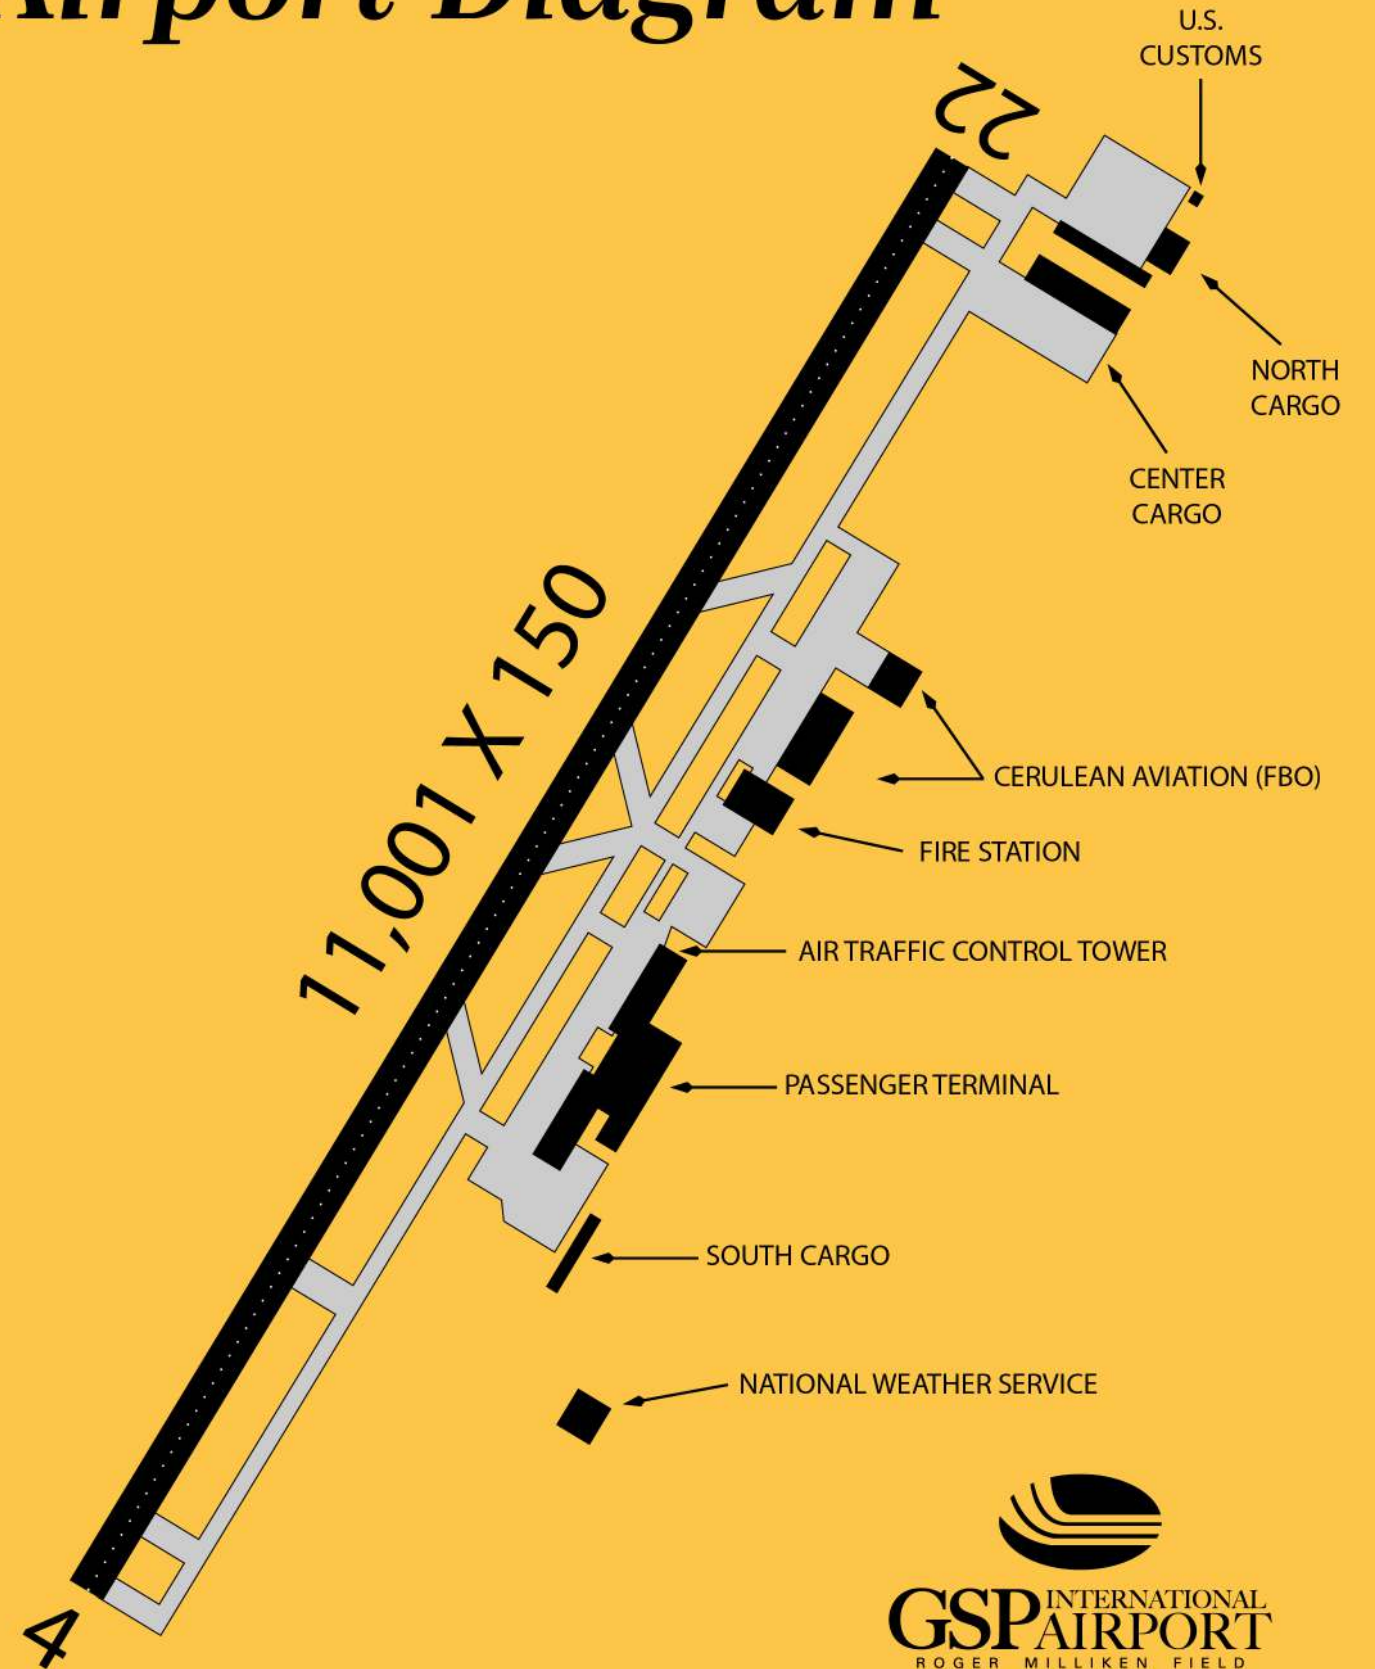 Airport Diagram
U.S.
CUSTOMS
22
NORTH
CARGO
CENTER
CARGO
11,001 X 150
CERULEAN AVIATION (FBO)
FIRE STATION
AIR TRAFFIC CONTROL TOWER
PASSENGER TERMINAL
SOUTH CARGO
NATIONAL WEATHER SERVICE
4
GSP INTERNATIONAL
AIRPORT
ROGER MILLIKEN FIELD